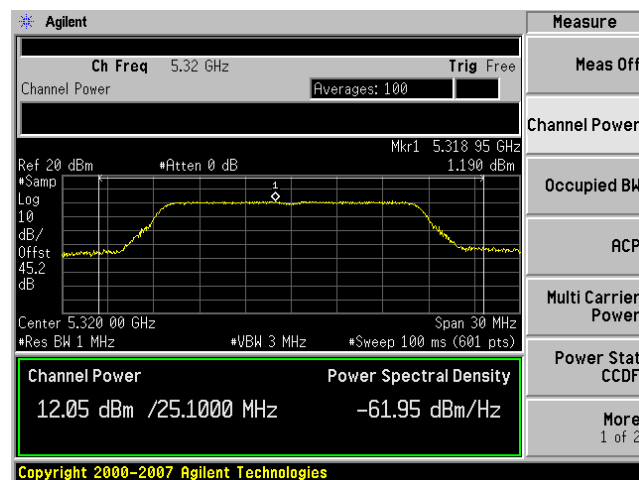 Agilent
Measure
Ch Freq 5.32 GHz Trig Free
Meas Off
Channel Power Averages: 100
Channel Power
Mkr1 5.318 95 GHz
Ref 20 dBm #Atten 0 dB 1.190 dBm
#Samp
Log
10
dB/
Offst
45.2
dB
1
Occupied BW
ACP
Multi Carrier
Power
Center 5.320 00 GHz Span 30 MHz
#Res BW 1 MHz #VBW 3 MHz #Sweep 100 ms (601 pts)
Power Stat
CCDF
Channel Power Power Spectral Density
12.05 dBm /25.1000 MHz -61.95 dBm/Hz
More
1 of 2
Copyright 2000-2007 Agilent Technologies